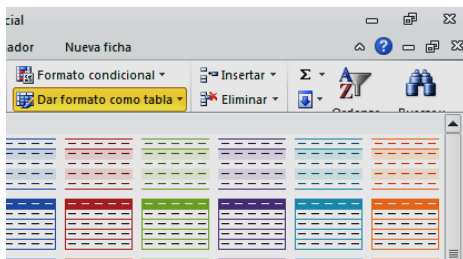 cial
ador Nueva ficha
Formato condicional Insertar Σ
Dar formato como tabla Eliminar